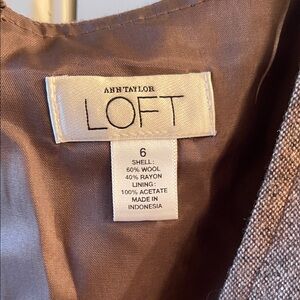 ANN TAYLOR
LOFT
6
SHELL:
60% WOOL
40% RAYON
LINING:
100% ACETATE
MADE IN
INDONESIA